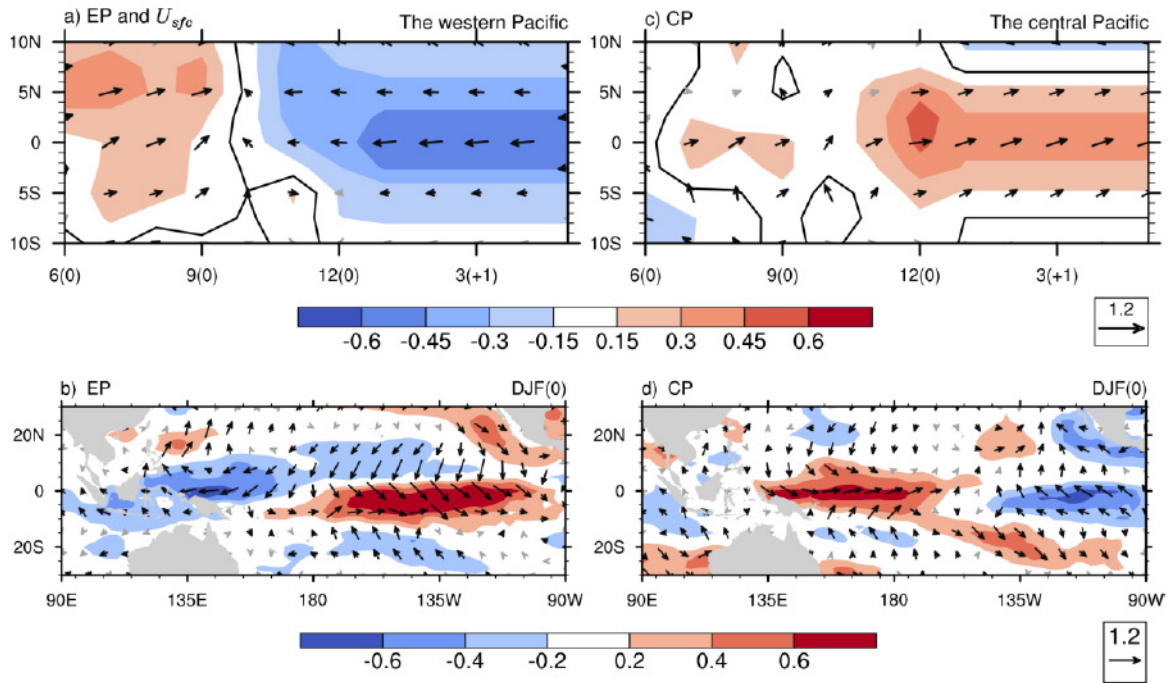 a) EP and U_sfc The western Pacific
10N
5N
0
5S
10S
6(0) 9(0) 12(0) 3(+1)
c) CP The central Pacific
10N
5N
0
5S
10S
6(0) 9(0) 12(0) 3(+1)
-0.6 -0.45 -0.3 -0.15 0.15 0.3 0.45 0.6
1.2
b) EP DJF(0)
20N
0
20S
90E 135E 180 135W 90W
d) CP DJF(0)
20N
0
20S
90E 135E 180 135W 90W
-0.6 -0.4 -0.2 0.2 0.4 0.6
1.2